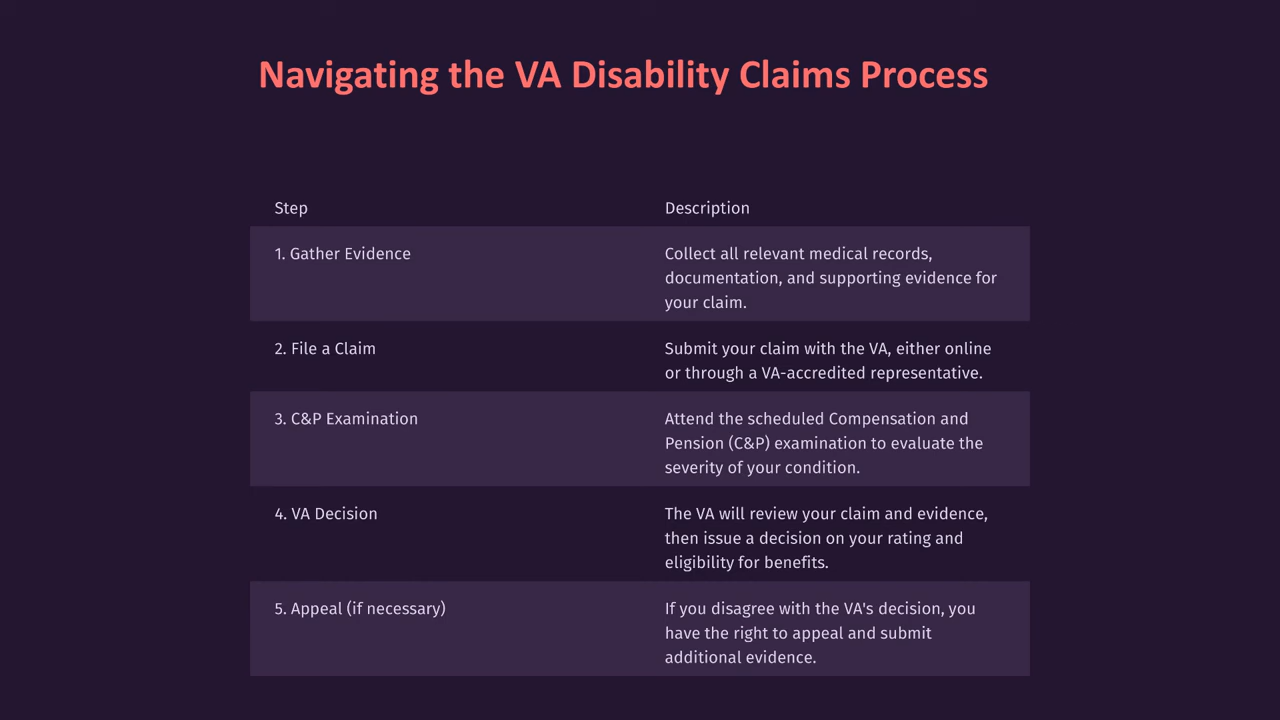 Navigating the VA Disability Claims Process
Step
Description
1. Gather Evidence
Collect all relevant medical records,
documentation, and supporting evidence for
your claim.
2. File a Claim
Submit your claim with the VA, either online
or through a VA-accredited representative.
3. C&P Examination
Attend the scheduled Compensation and
Pension (C&P) examination to evaluate the
severity of your condition.
4. VA Decision
The VA will review your claim and evidence,
then issue a decision on your rating and
eligibility for benefits.
5. Appeal (if necessary)
If you disagree with the VA's decision, you
have the right to appeal and submit
additional evidence.